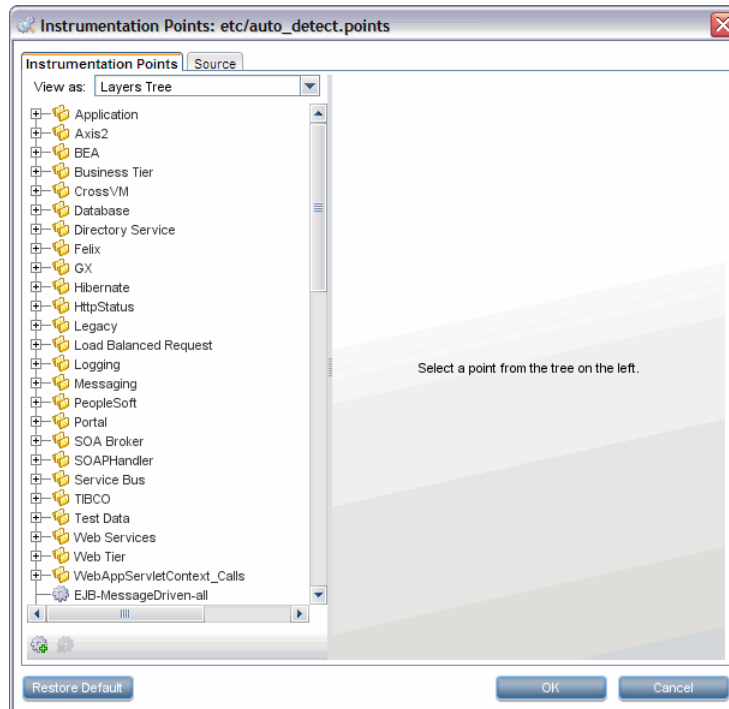 Instrumentation Points: etc/auto_detect.points
Instrumentation Points Source
View as: Layers Tree
Application
Axis2
BEA
Business Tier
CrossVM
Database
Directory Service
Felix
GX
Hibernate
HttpStatus
Legacy
Load Balanced Request
Logging
Messaging
PeopleSoft
Portal
SOA Broker
SOAPHandler
Service Bus
TIBCO
Test Data
Web Services
Web Tier
WebAppServletContext_Calls
EJB-MessageDriven-all
Select a point from the tree on the left.
Restore Default OK Cancel